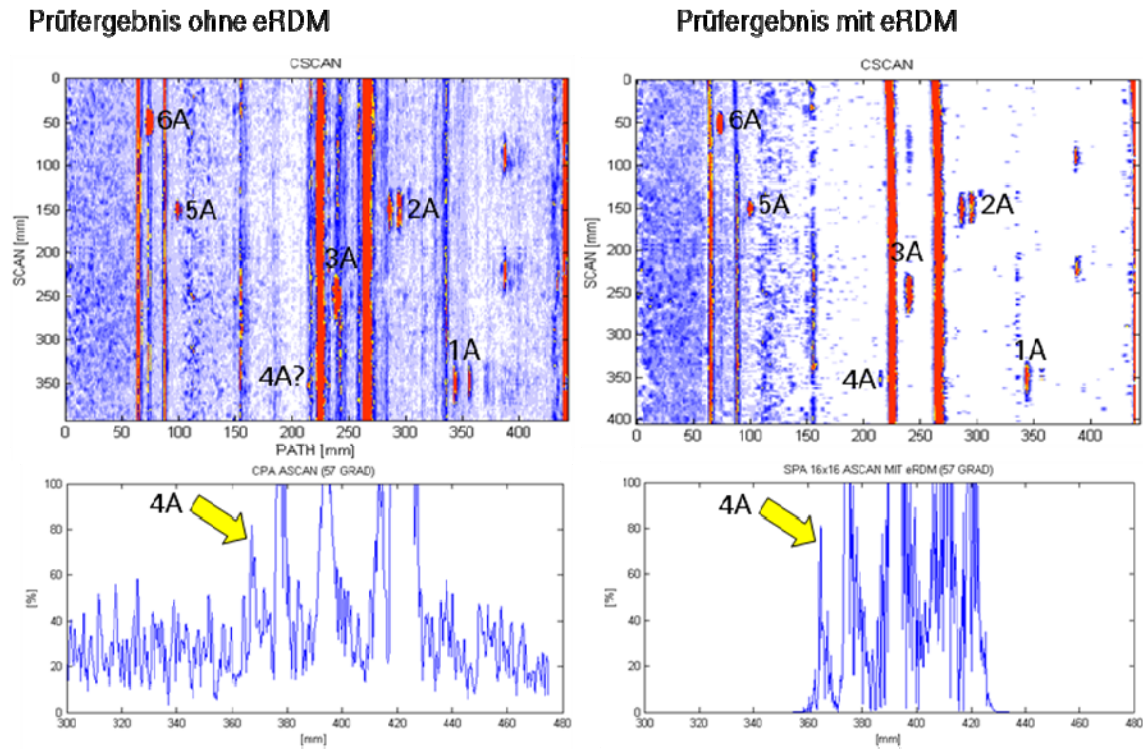 Prüfergebnis ohne eRDM
Prüfergebnis mit eRDM
CSCAN
0
50
100
150
200
250
300
350
SCAN [mm]
6A
5A
2A
3A
1A
4A?
0 50 100 150 200 250 300 350 400
PATH [mm]
CSCAN
0
50
100
150
200
250
300
350
400
SCAN [mm]
6A
5A
2A
3A
1A
4A
0 50 100 150 200 250 300 350 400
CPA ASCAN (57 GRAD)
100
80
60
40
20
0
[%]
4A
300 320 340 360 380 400 420 440 460 480
[mm]
SPA 16x16 ASCAN MIT eRDM (57 GRAD)
100
80
60
40
20
0
[%]
4A
300 320 340 360 380 400 420 440 460 480
[mm]